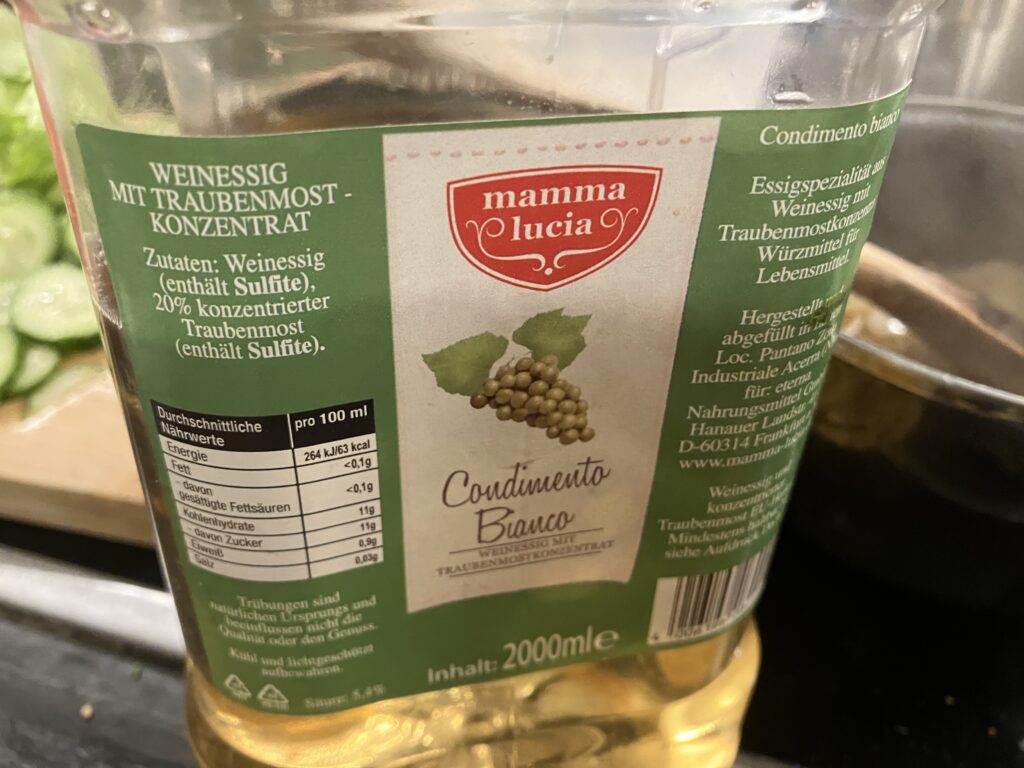 WEINESSIG
MIT TRAUBENMOST -
KONZENTRAT
Zutaten: Weinessig
(enthält Sulfite),
20% konzentrierter
Traubenmost
(enthält Sulfite).
Durchschnittliche
Nährwerte
pro 100 ml
Energie 264 kJ/63 kcal
Fett <0,1g
- davon
gesättigte Fettsäuren <0,1g
Kohlenhydrate 11g
- davon Zucker 11g
Eiweiß 0,9g
Salz 0,03g
Trübungen sind
natürlichen Ursprungs und
beeinflussen nicht die
Qualität oder den Genuss.
Kühl und lichtgeschützt
aufbewahren.
Säure: 5,4%
mamma
lucia
Condimento
Bianco
WEINESSIG MIT
TRAUBENMOSTKONZENTRAT
Inhalt: 2000ml e
Condimento bianco
Essigspezialität aus
Weinessig mit
Traubenmostkonzentrat
Würzmittel für
Lebensmittel.
Hergestellt
abgefüllt in
Loc. Pantano
Industriale Acerra
für: eterna
Nahrungsmittel GmbH
Hanauer Landstr.
D-60314 Frankfurt
www.mamma-
Weinessig und
konzentrierter
Traubenmost
Mindestens haltbar
siehe Aufdruck